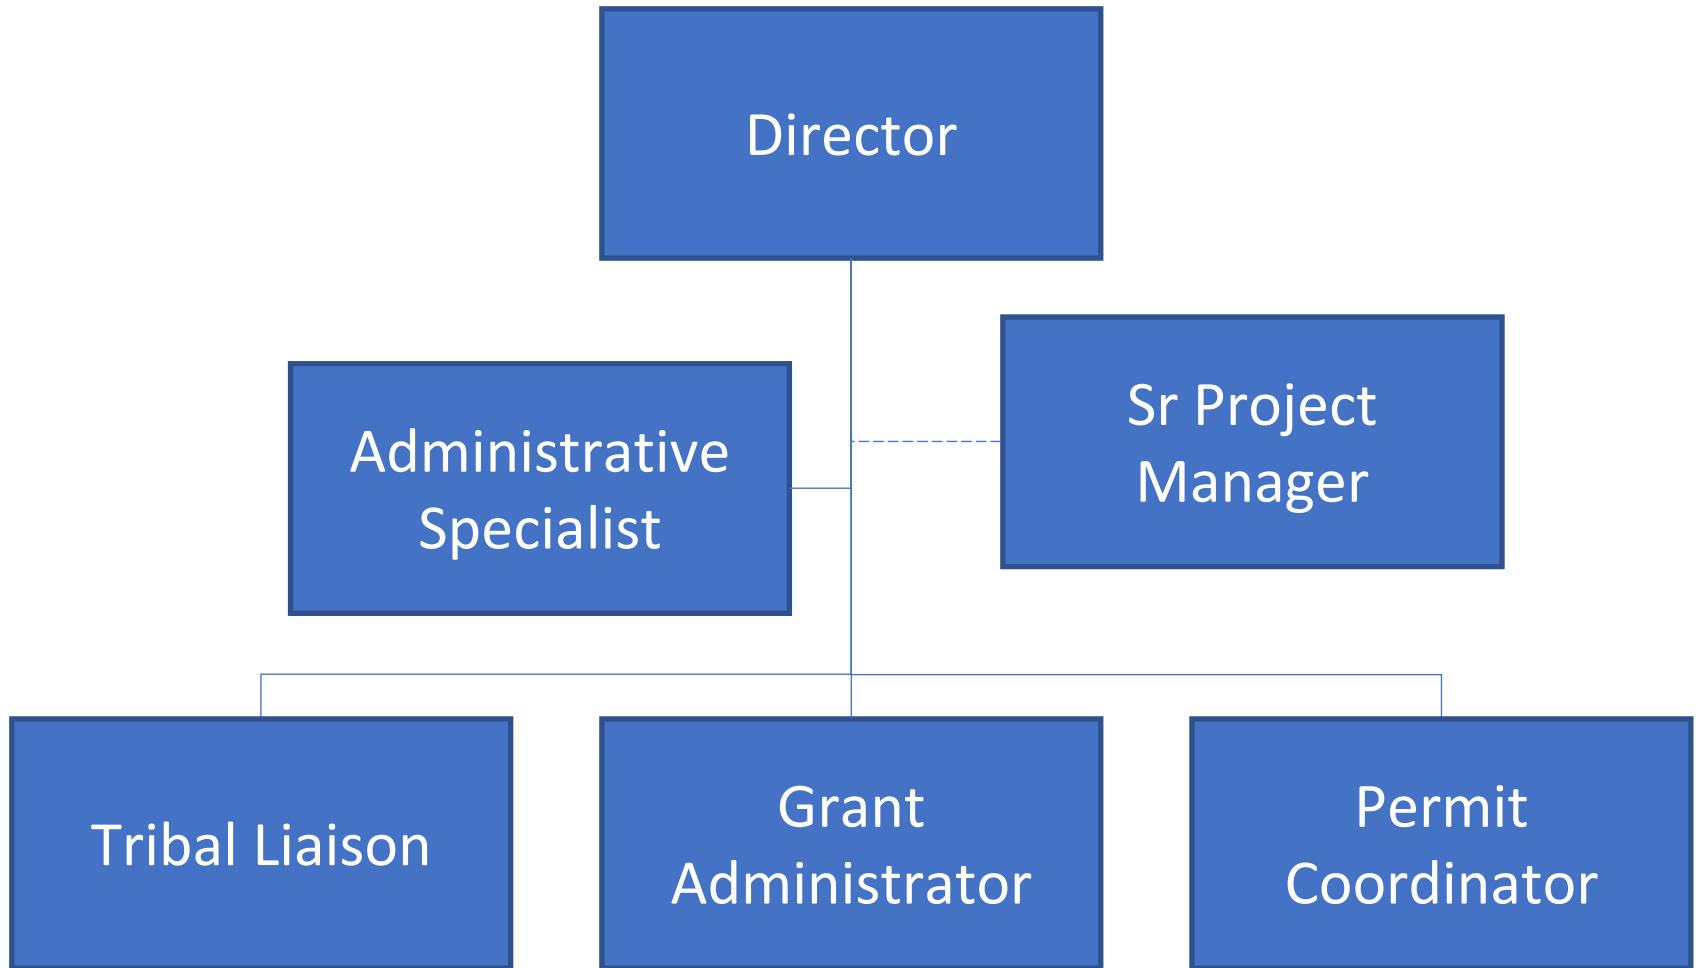 Director
Sr Project
Manager
Administrative
Specialist
Tribal Liaison
Grant
Administrator
Permit
Coordinator